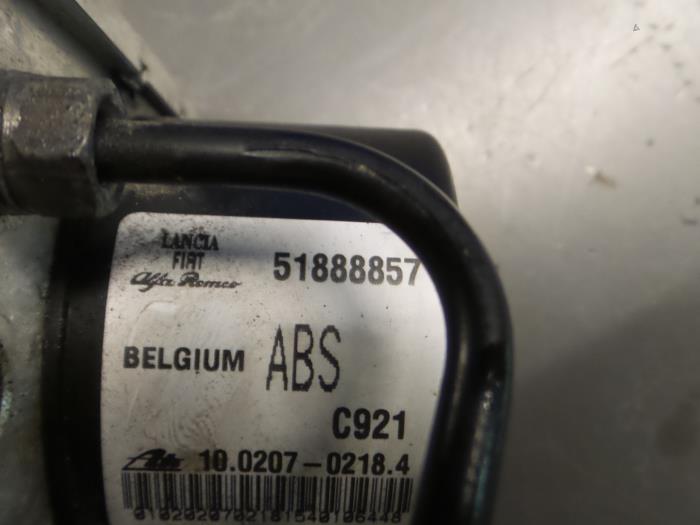 LANCIA
FIAT
Alfa Romeo
51888857
BELGIUM ABS
C921
Ate 10.0207-0218.4